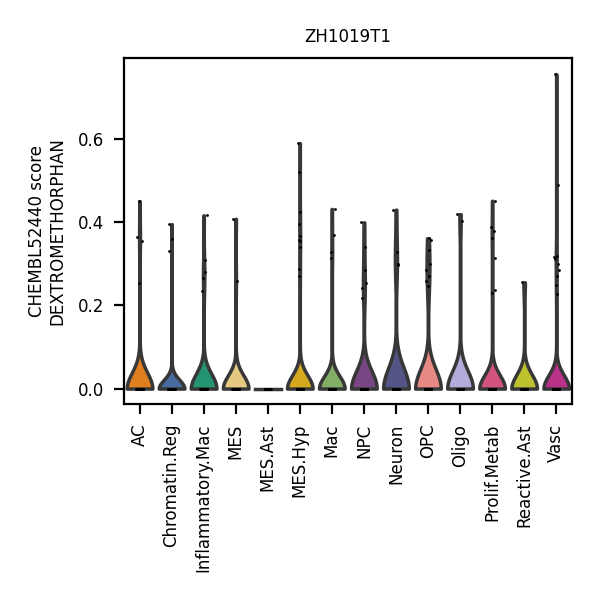 ZH1019T1
CHEMBL52440 score
DEXTROMETHORPHAN
0.6
0.4
0.2
0.0
AC
Chromatin.Reg
Inflammatory.Mac
MES
MES.Ast
MES.Hyp
Mac
NPC
Neuron
OPC
Oligo
Prolif.Metab
Reactive.Ast
Vasc